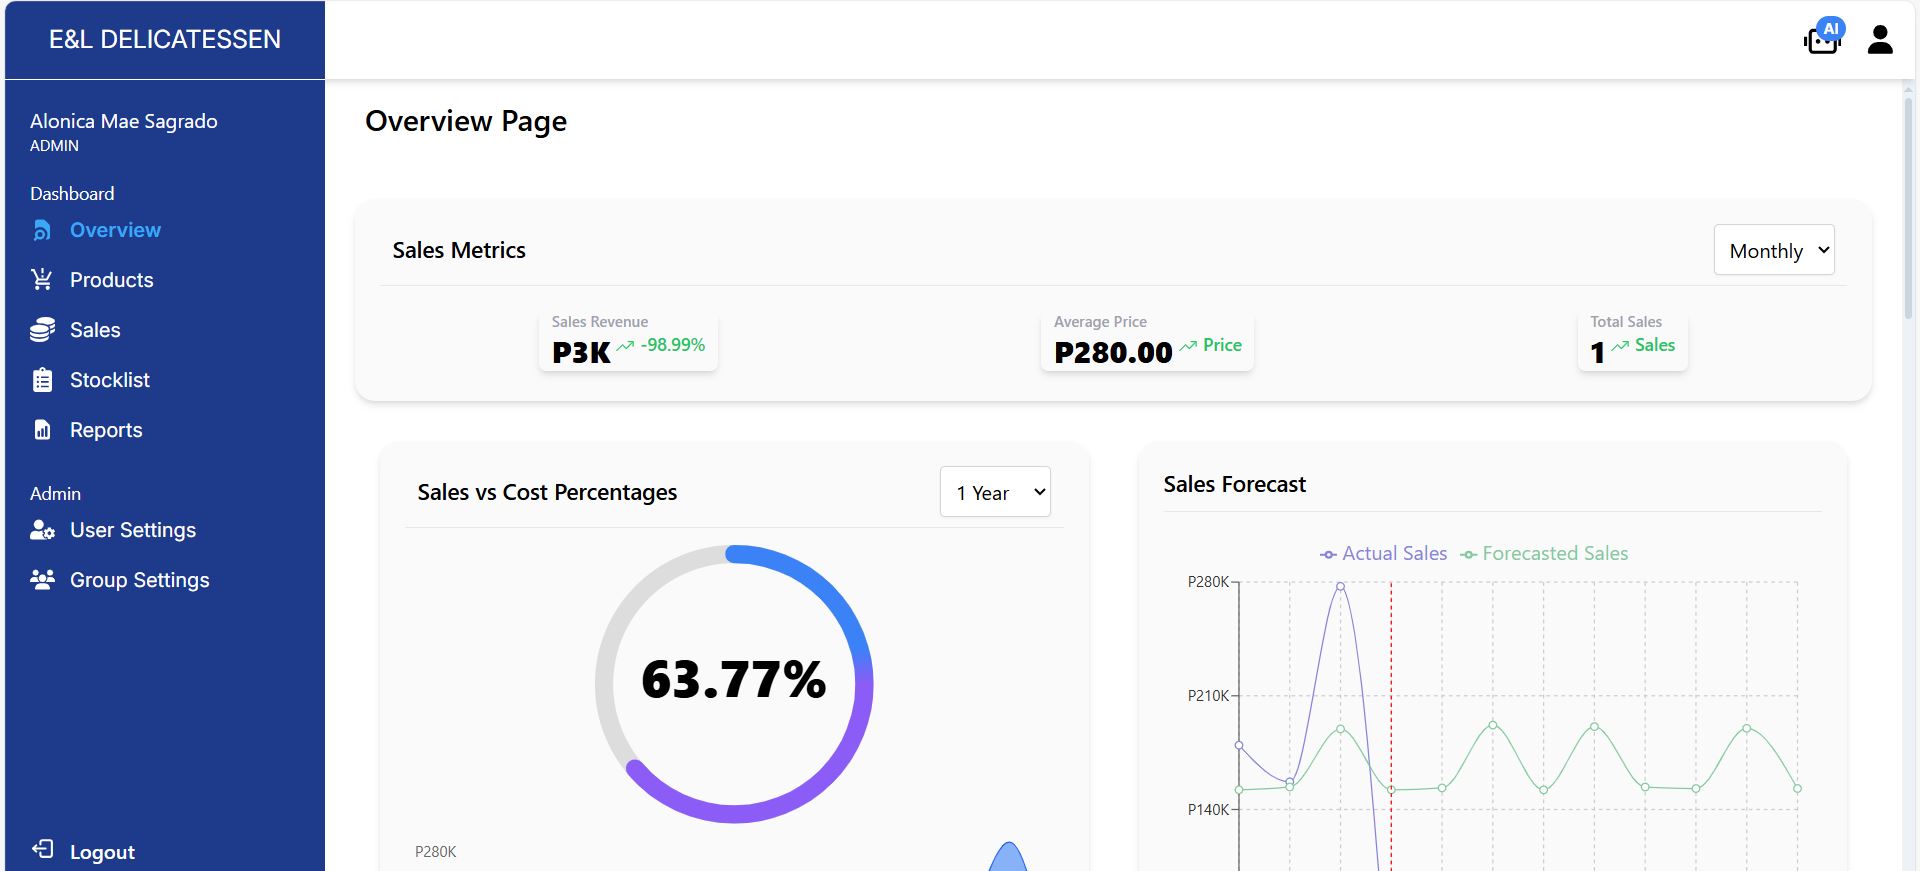 E&L DELICATESSEN
AI
Alonica Mae Sagrado
ADMIN
Dashboard
Overview
Products
Sales
Stocklist
Reports
Admin
User Settings
Group Settings
Logout
Overview Page
Sales Metrics
Monthly
Sales Revenue
P3K -98.99%
Average Price
P280.00 Price
Total Sales
1 Sales
Sales vs Cost Percentages
1 Year
63.77%
P280K
Sales Forecast
Actual Sales Forecasted Sales
P280K
P210K
P140K